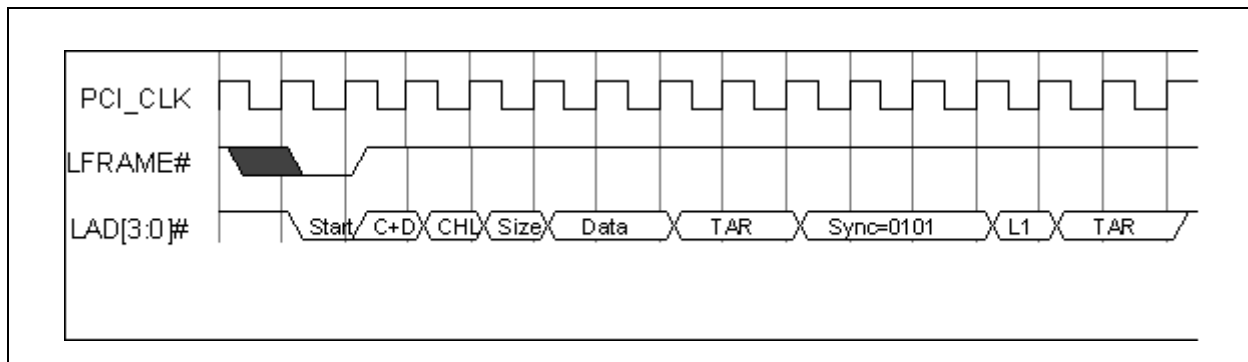 PCI_CLK
LFRAME#
LAD[3:0]# Start C+D CHL Size Data TAR Sync=0101 L1 TAR